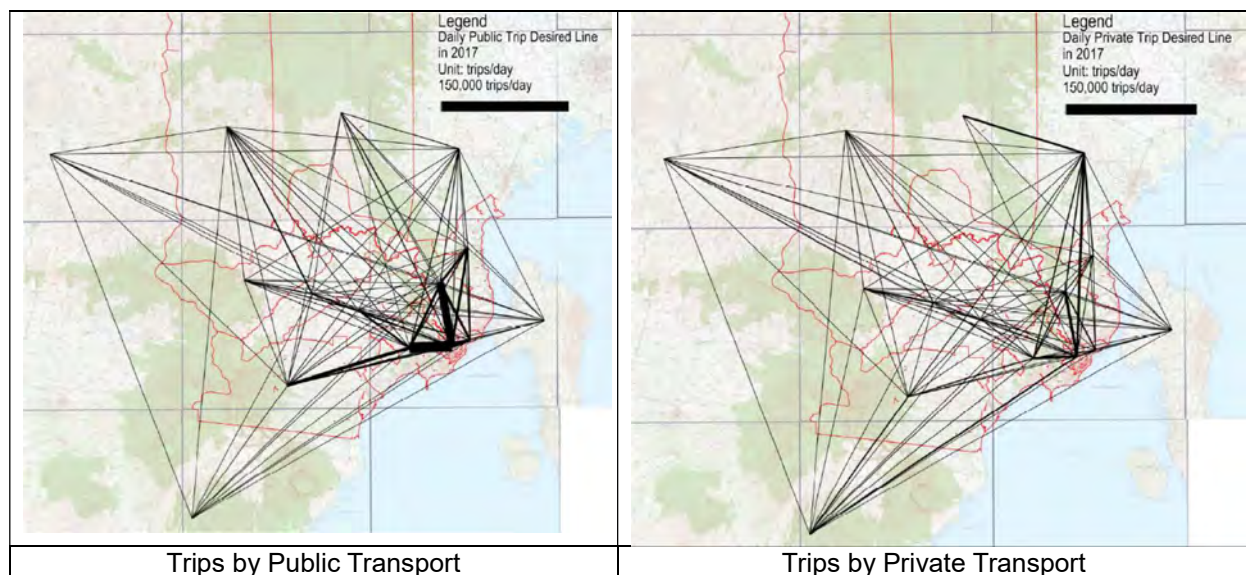 Legend
Daily Public Trip Desired Line
in 2017
Unit: trips/day
150,000 trips/day
Legend
Daily Private Trip Desired Line
in 2017
Unit: trips/day
150,000 trips/day
Trips by Public Transport
Trips by Private Transport